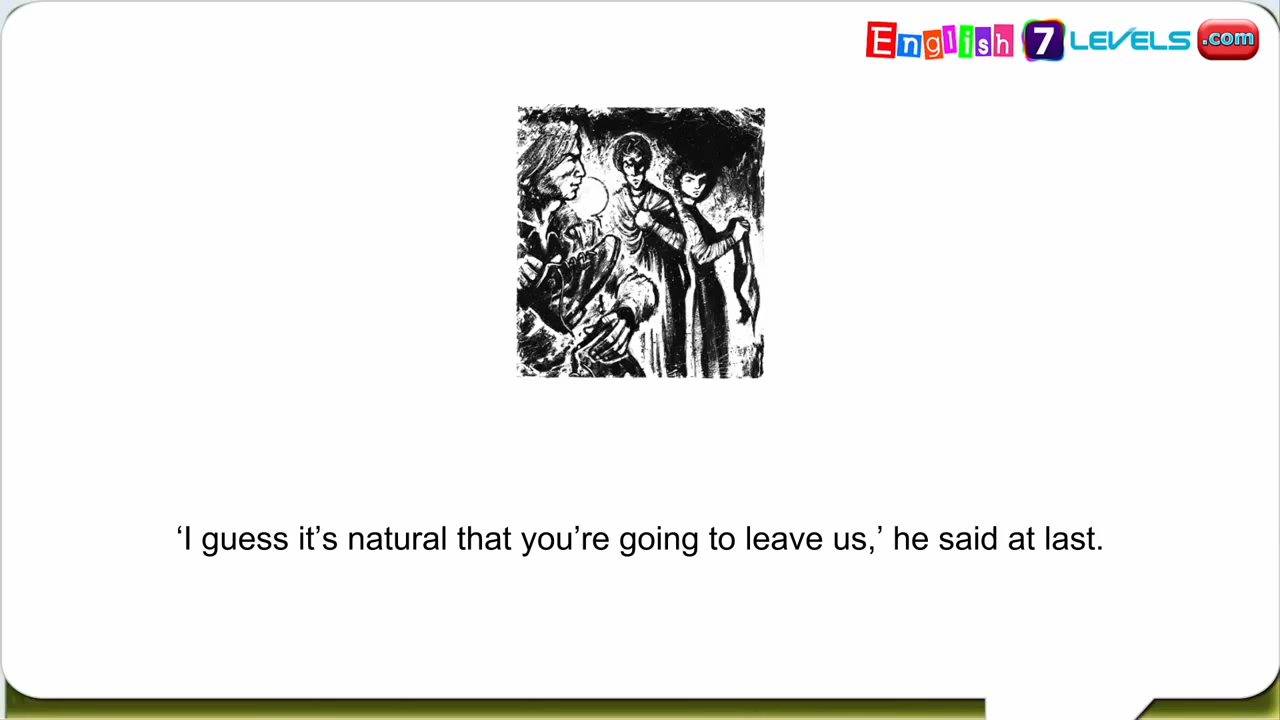 English 7 LEVELS .com
‘I guess it’s natural that you’re going to leave us,’ he said at last.